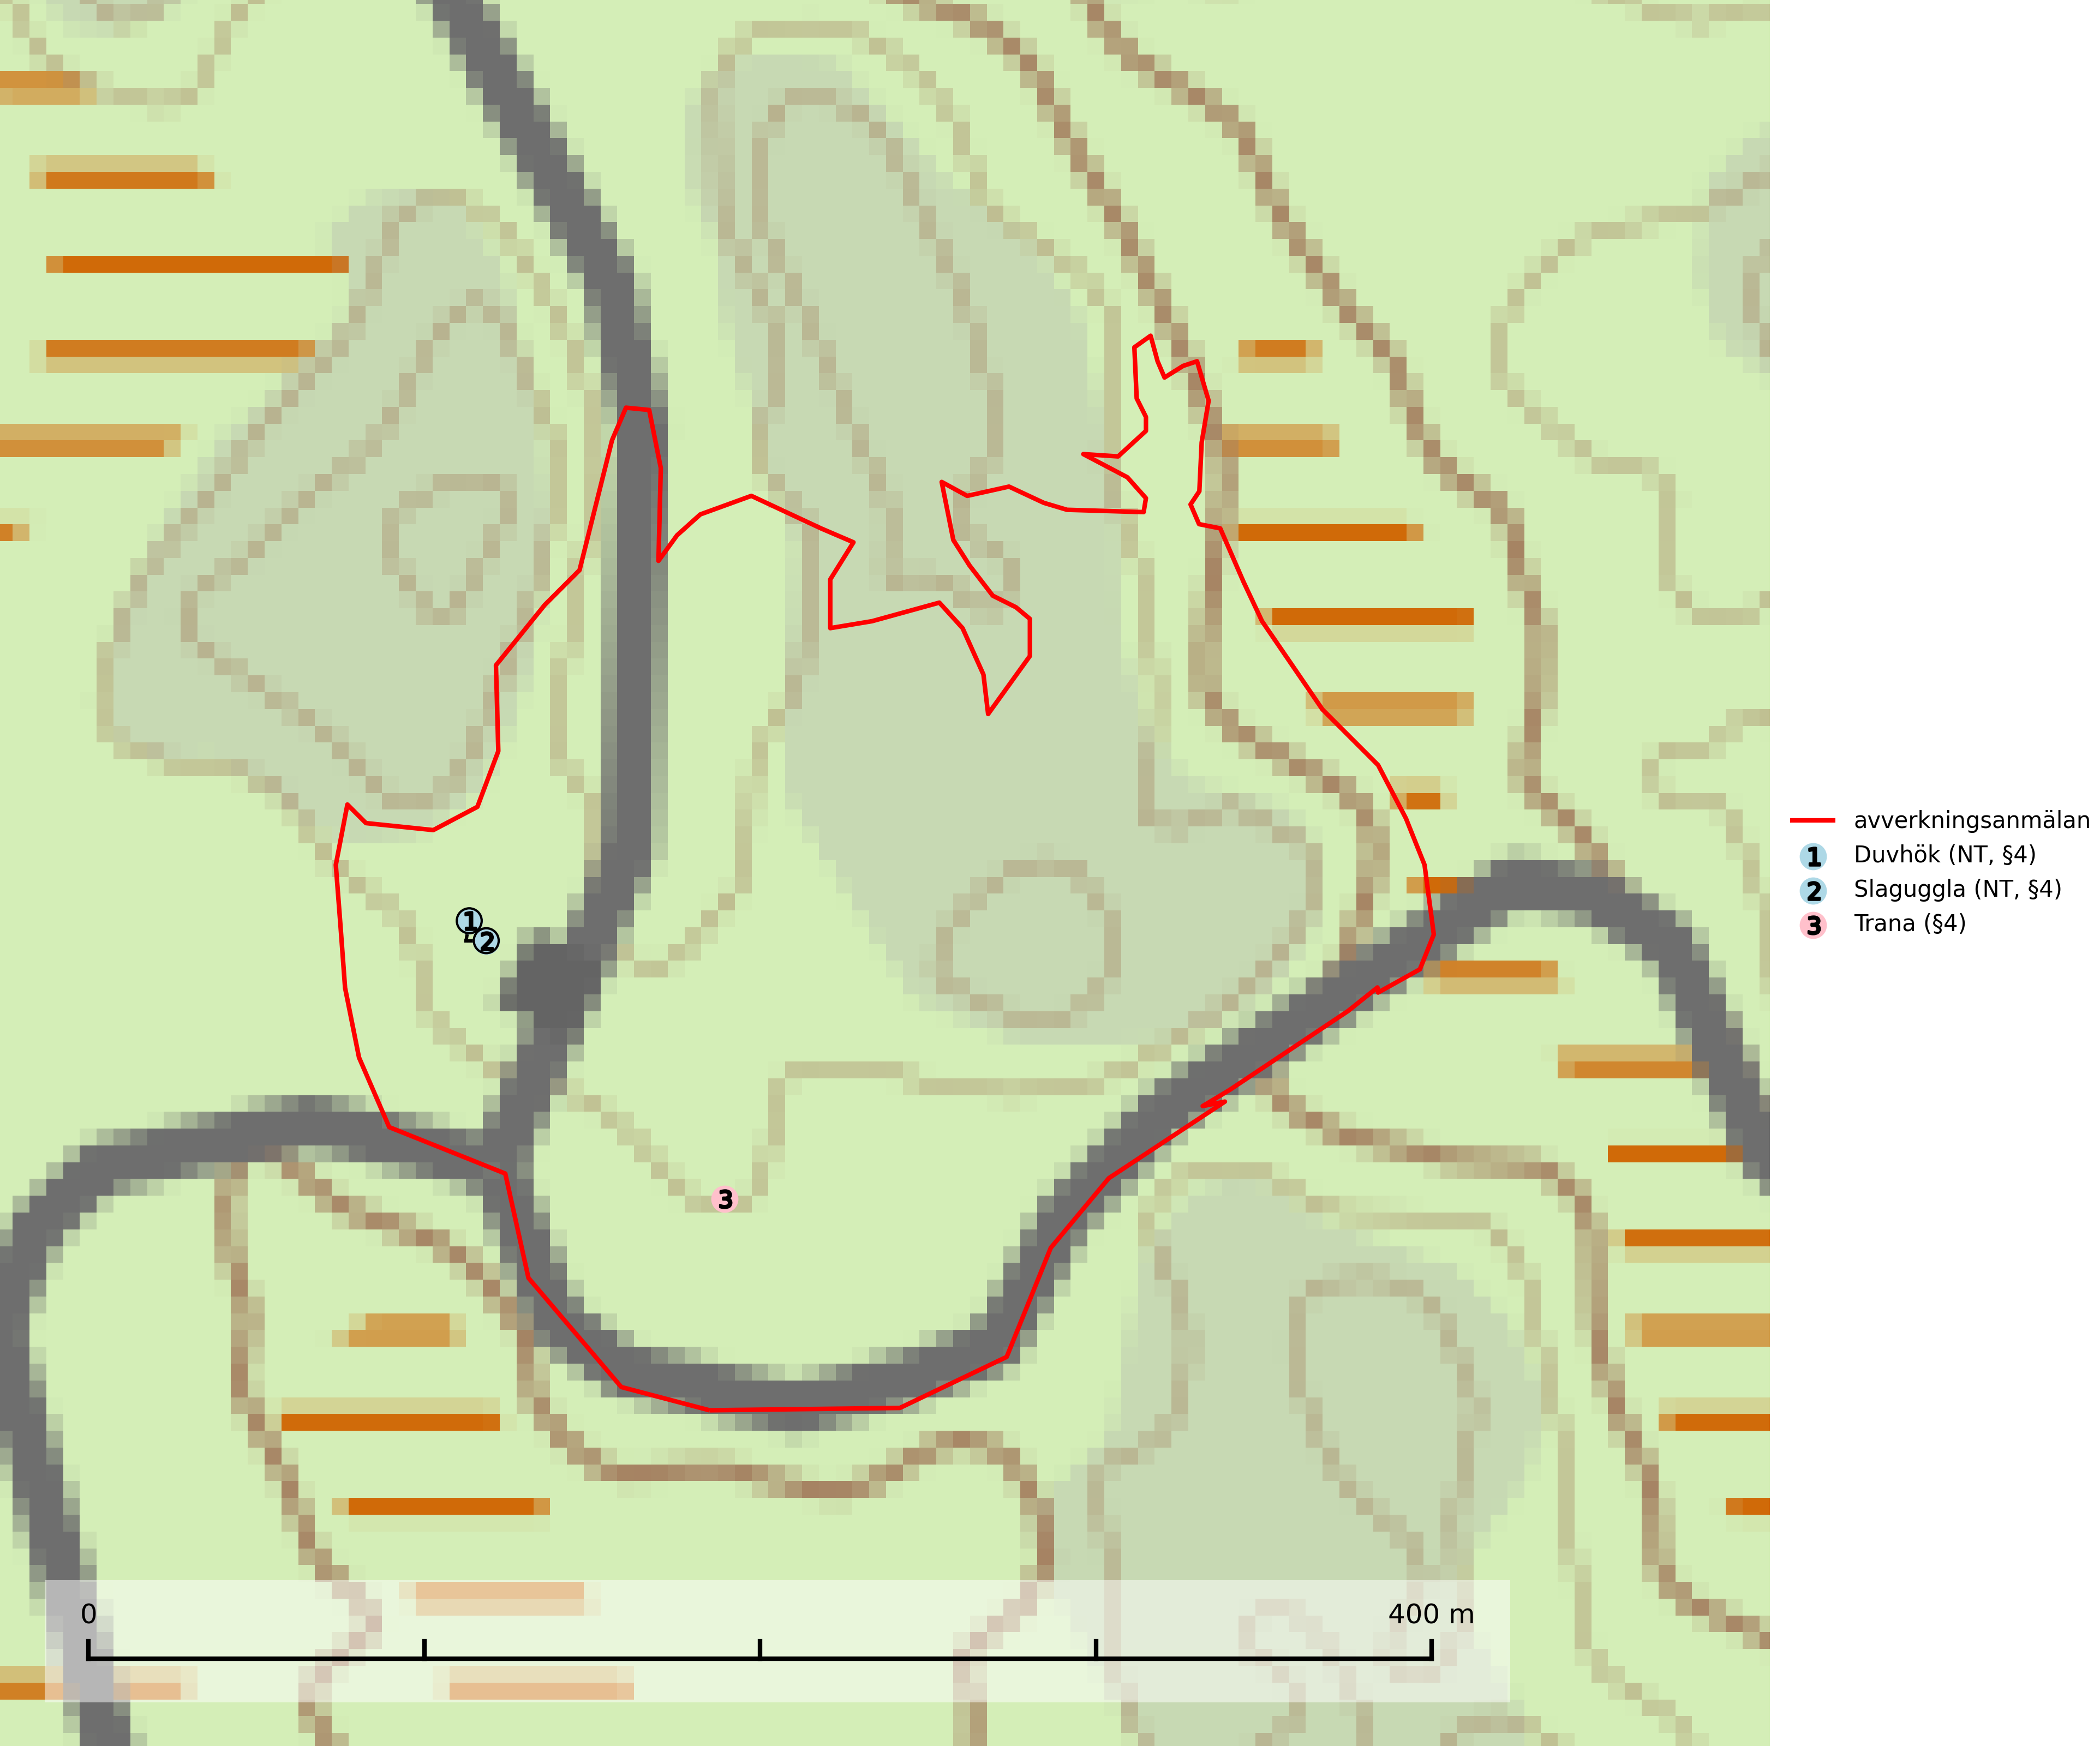 avverkningsanmälan
1 Duvhök (NT, §4)
2 Slaguggla (NT, §4)
3 Trana (§4)
1
2
3
0 400 m